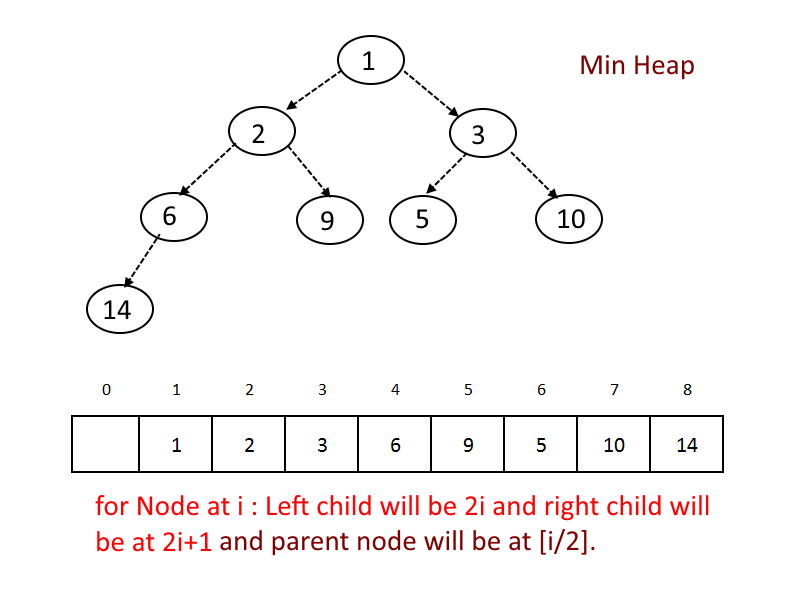 1
Min Heap
2
3
6
9
5
10
14
0 1 2 3 4 5 6 7 8
1 2 3 6 9 5 10 14
for Node at i : Left child will be 2i and right child will
be at 2i+1 and parent node will be at [i/2].